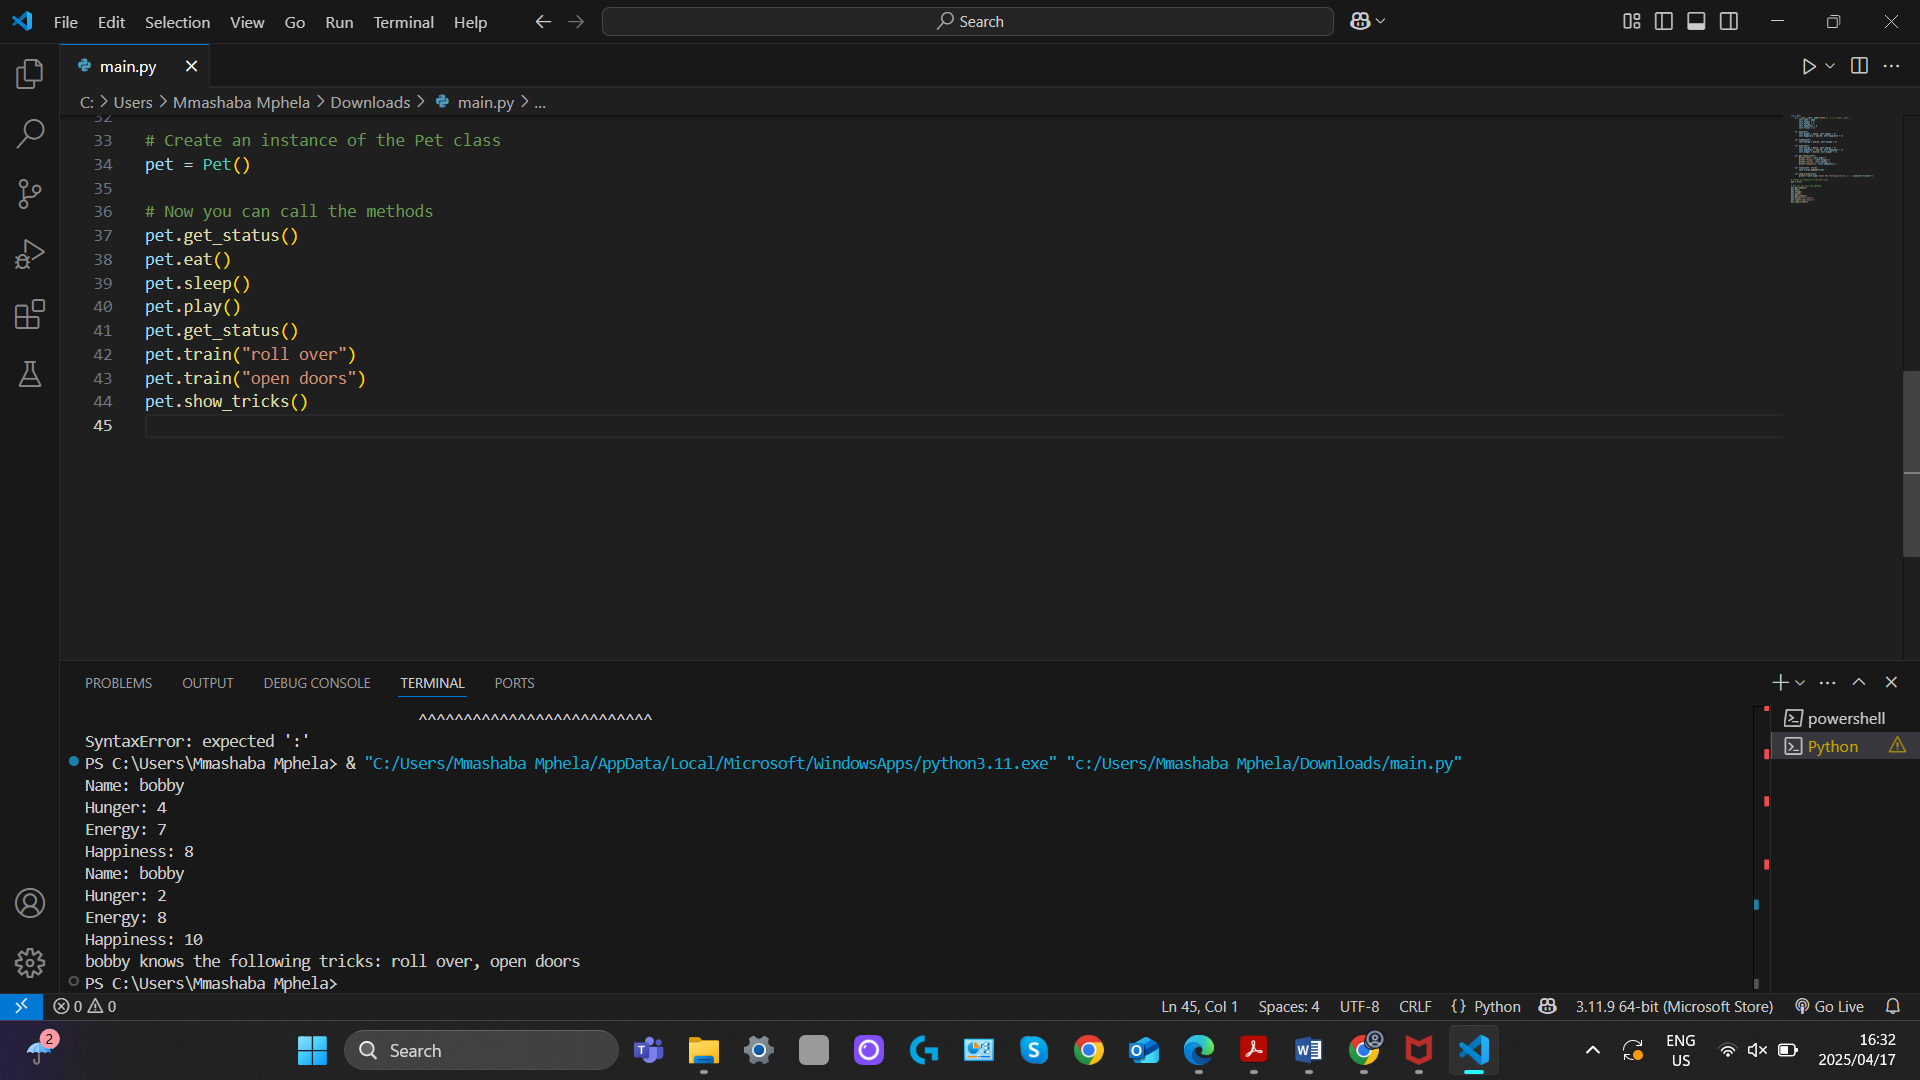 File Edit Selection View Go Run Terminal Help
Search
main.py
C: > Users > Mmashaba Mphela > Downloads > main.py > ...
32
33 # Create an instance of the Pet class
34 pet = Pet()
35
36 # Now you can call the methods
37 pet.get_status()
38 pet.eat()
39 pet.sleep()
40 pet.play()
41 pet.get_status()
42 pet.train("roll over")
43 pet.train("open doors")
44 pet.show_tricks()
45
PROBLEMS OUTPUT DEBUG CONSOLE TERMINAL PORTS
^^^^^^^^^^^^^^^^^^^^^^^^^^
SyntaxError: expected ':'
PS C:\Users\Mmashaba Mphela> & "C:/Users/Mmashaba Mphela/AppData/Local/Microsoft/WindowsApps/python3.11.exe" "c:/Users/Mmashaba Mphela/Downloads/main.py"
Name: bobby
Hunger: 4
Energy: 7
Happiness: 8
Name: bobby
Hunger: 2
Energy: 8
Happiness: 10
bobby knows the following tricks: roll over, open doors
PS C:\Users\Mmashaba Mphela>
powershell
Python
0 0
Ln 45, Col 1 Spaces: 4 UTF-8 CRLF {} Python 3.11.9 64-bit (Microsoft Store) Go Live
2
Search
ENG
US
16:32
2025/04/17